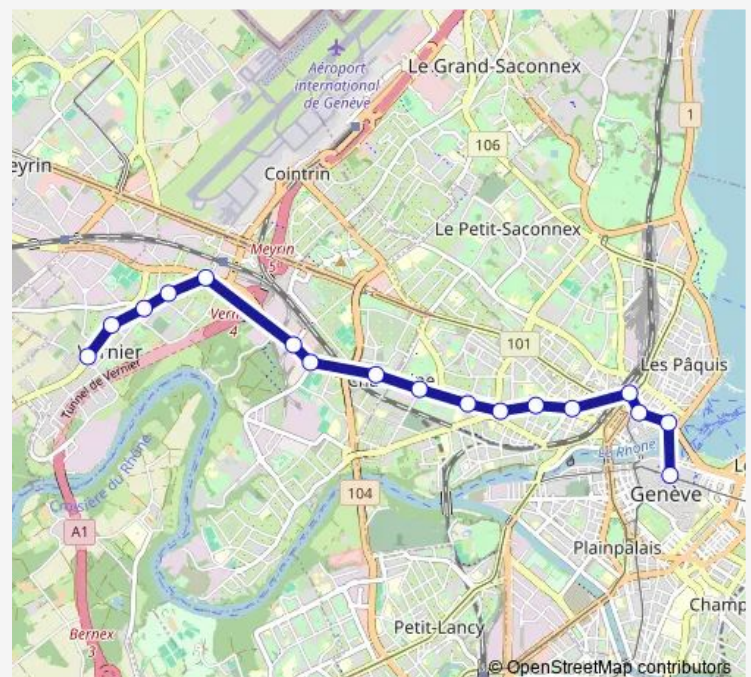 Aéroport
international
de Genève
Le Grand-Saconnex
1
106
eyrin
Cointrin
Le Petit-Saconnex
Meyrin
5
Vern
4
101
Vernier
Les Pâquis
Tunnel de Vernier
Croisière du Rhône
Le Rhône
104
Genève
A1
Plainpalais
Champ
Bernex
3
Petit-Lancy
© OpenStreetMap contributors